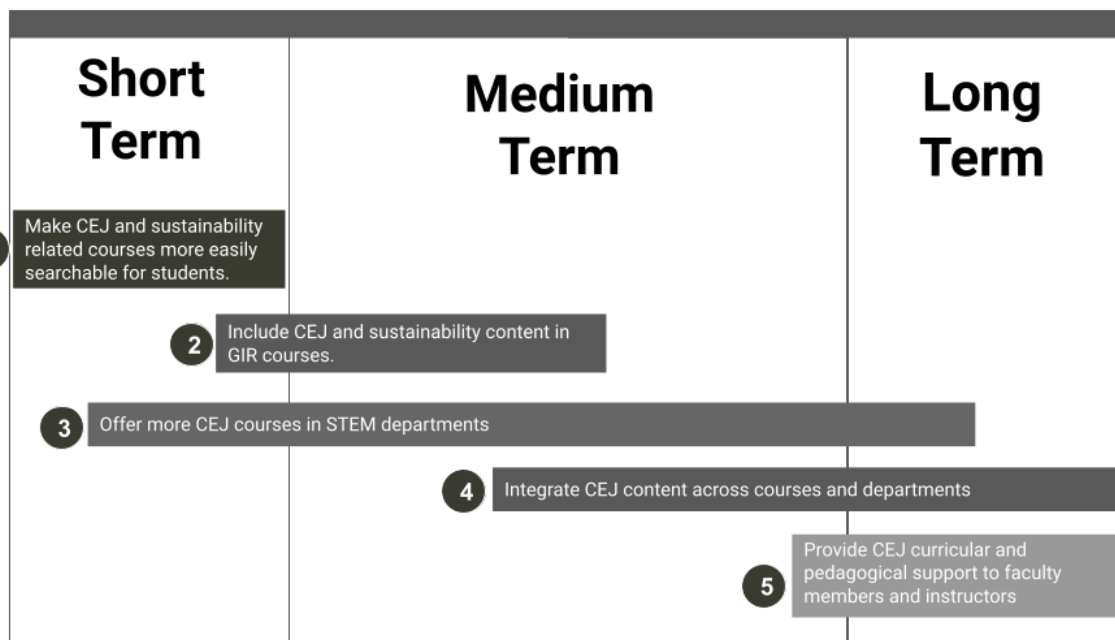 Short
Term
Medium
Term
Long
Term
Make CEJ and sustainability
related courses more easily
searchable for students.
2
Include CEJ and sustainability content in
GIR courses.
3
Offer more CEJ courses in STEM departments
4
Integrate CEJ content across courses and departments
5
Provide CEJ curricular and
pedagogical support to faculty
members and instructors